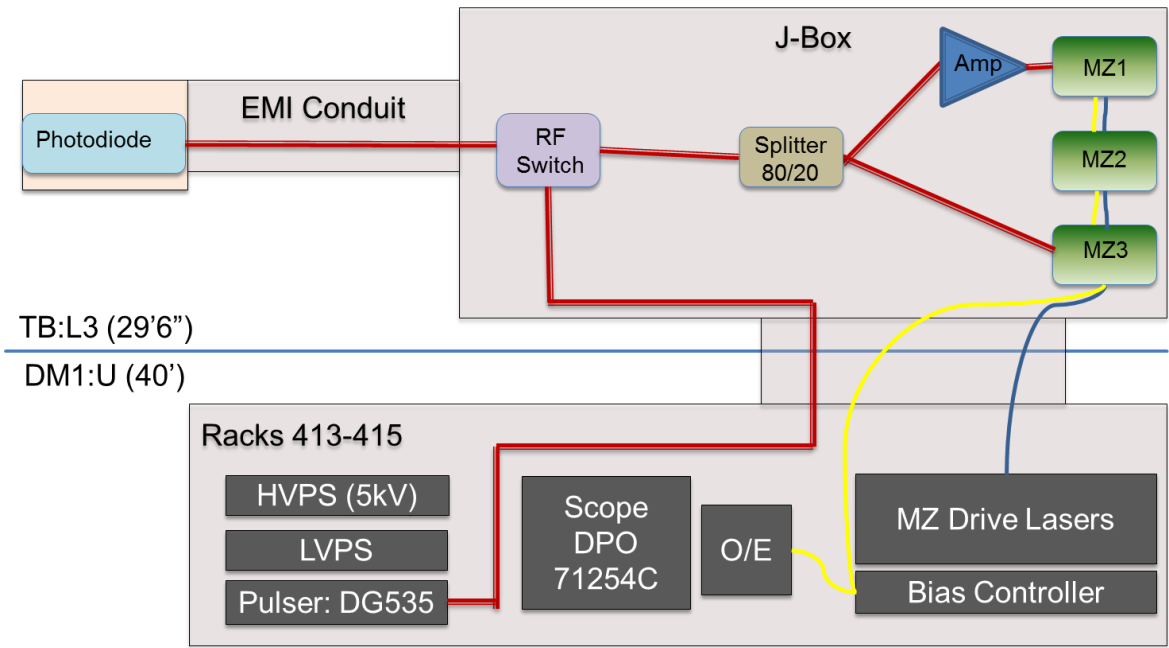 J-Box
Amp
MZ1
EMI Conduit
Photodiode
RF
Switch
Splitter
80/20
MZ2
MZ3
TB:L3 (29’6”)
DM1:U (40’)
Racks 413-415
HVPS (5kV)
LVPS
Pulser: DG535
Scope
DPO
71254C
O/E
MZ Drive Lasers
Bias Controller